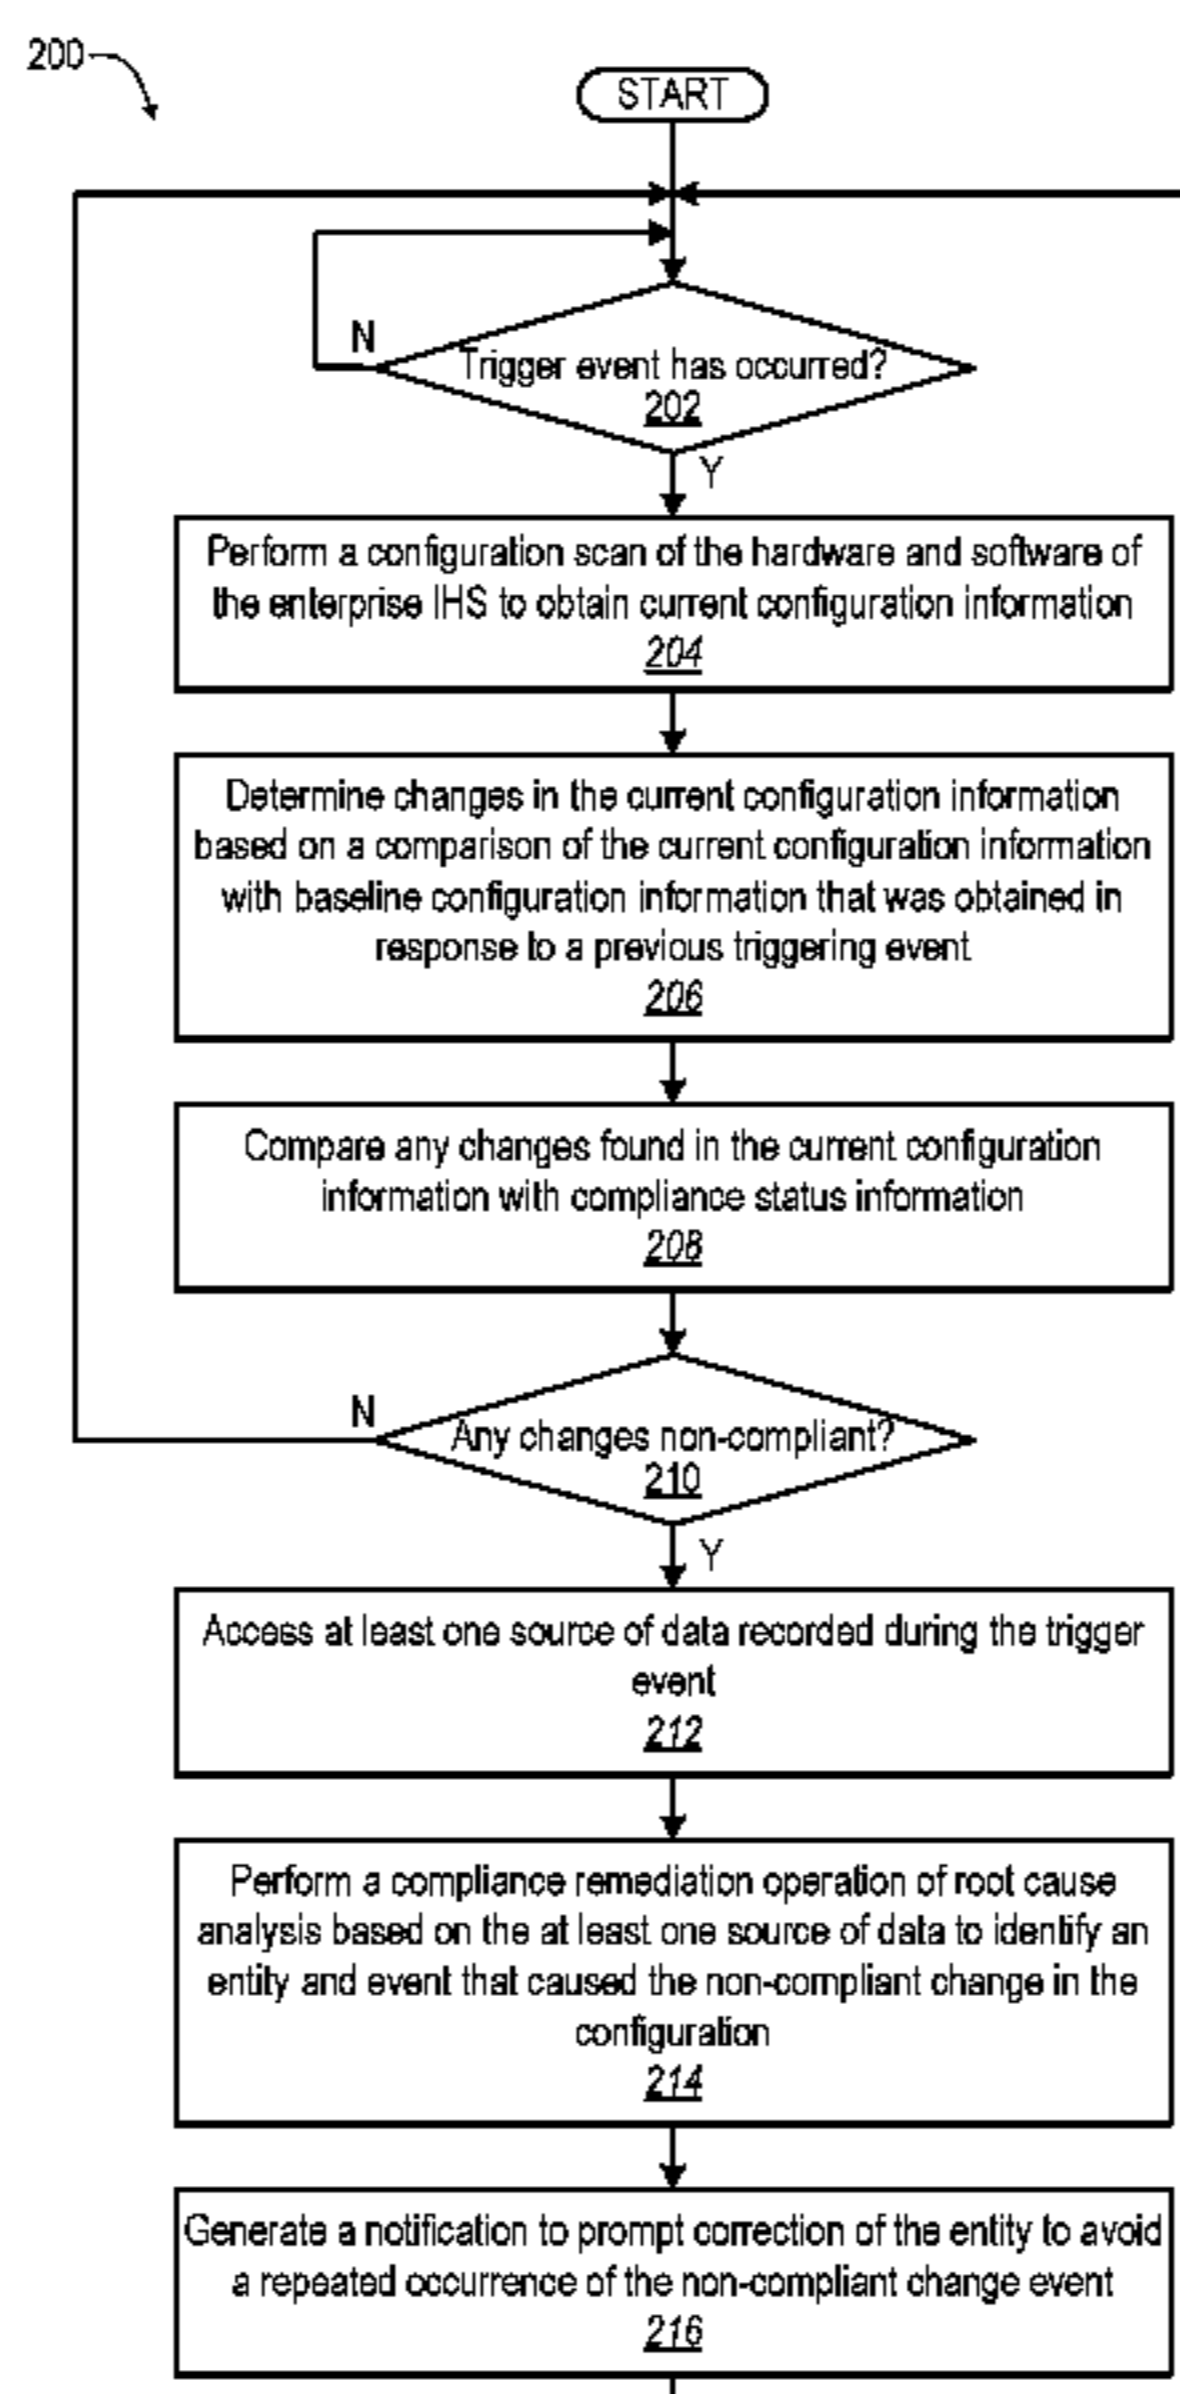 200
START
N
Trigger event has occurred?
202
Y
Perform a configuration scan of the hardware and software of
the enterprise IHS to obtain current configuration information
204
Determine changes in the current configuration information
based on a comparison of the current configuration information
with baseline configuration information that was obtained in
response to a previous triggering event
206
Compare any changes found in the current configuration
information with compliance status information
208
N
Any changes non-compliant?
210
Y
Access at least one source of data recorded during the trigger
event
212
Perform a compliance remediation operation of root cause
analysis based on the at least one source of data to identify an
entity and event that caused the non-compliant change in the
configuration
214
Generate a notification to prompt correction of the entity to avoid
a repeated occurrence of the non-compliant change event
216